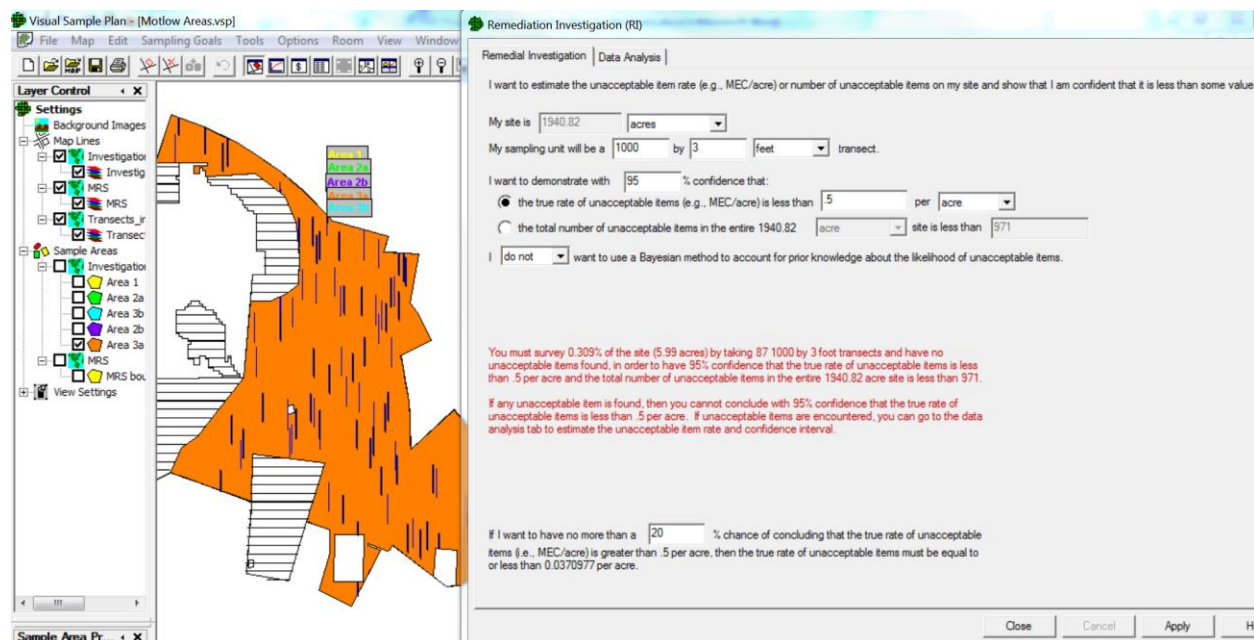 Visual Sample Plan - [Motlow Areas.vsp]
File Map Edit Sampling Goals Tools Options Room View Window
Layer Control
Settings
Background Images
Map Lines
Investigation
Investig
MRS
MRS
Transects_ir
Transec
Sample Areas
Investigation
Area 1
Area 2a
Area 3b
Area 2b
Area 3a
MRS
MRS bou
View Settings
Sample Area Pr...
Area 1
Area 2a
Area 2b
Area 3a
Remediation Investigation (RI)
Remedial Investigation Data Analysis
I want to estimate the unacceptable item rate (e.g., MEC/acre) or number of unacceptable items on my site and show that I am confident that it is less than some value
My site is 1940.82 acres
My sampling unit will be a 1000 by 3 feet transect.
I want to demonstrate with 95 % confidence that:
the true rate of unacceptable items (e.g., MEC/acre) is less than .5 per acre
the total number of unacceptable items in the entire 1940.82 acre site is less than 971
I do not want to use a Bayesian method to account for prior knowledge about the likelihood of unacceptable items.
You must survey 0.309% of the site (5.99 acres) by taking 87 1000 by 3 foot transects and have no
unacceptable items found, in order to have 95% confidence that the true rate of unacceptable items is less
than .5 per acre and the total number of unacceptable items in the entire 1940.82 acre site is less than 971.
If any unacceptable item is found, then you cannot conclude with 95% confidence that the true rate of
unacceptable items is less than .5 per acre. If unacceptable items are encountered, you can go to the data
analysis tab to estimate the unacceptable item rate and confidence interval.
If I want to have no more than a 20 % chance of concluding that the true rate of unacceptable
items (i.e., MEC/acre) is greater than .5 per acre, then the true rate of unacceptable items must be equal to
or less than 0.0370977 per acre.
Close Cancel Apply H